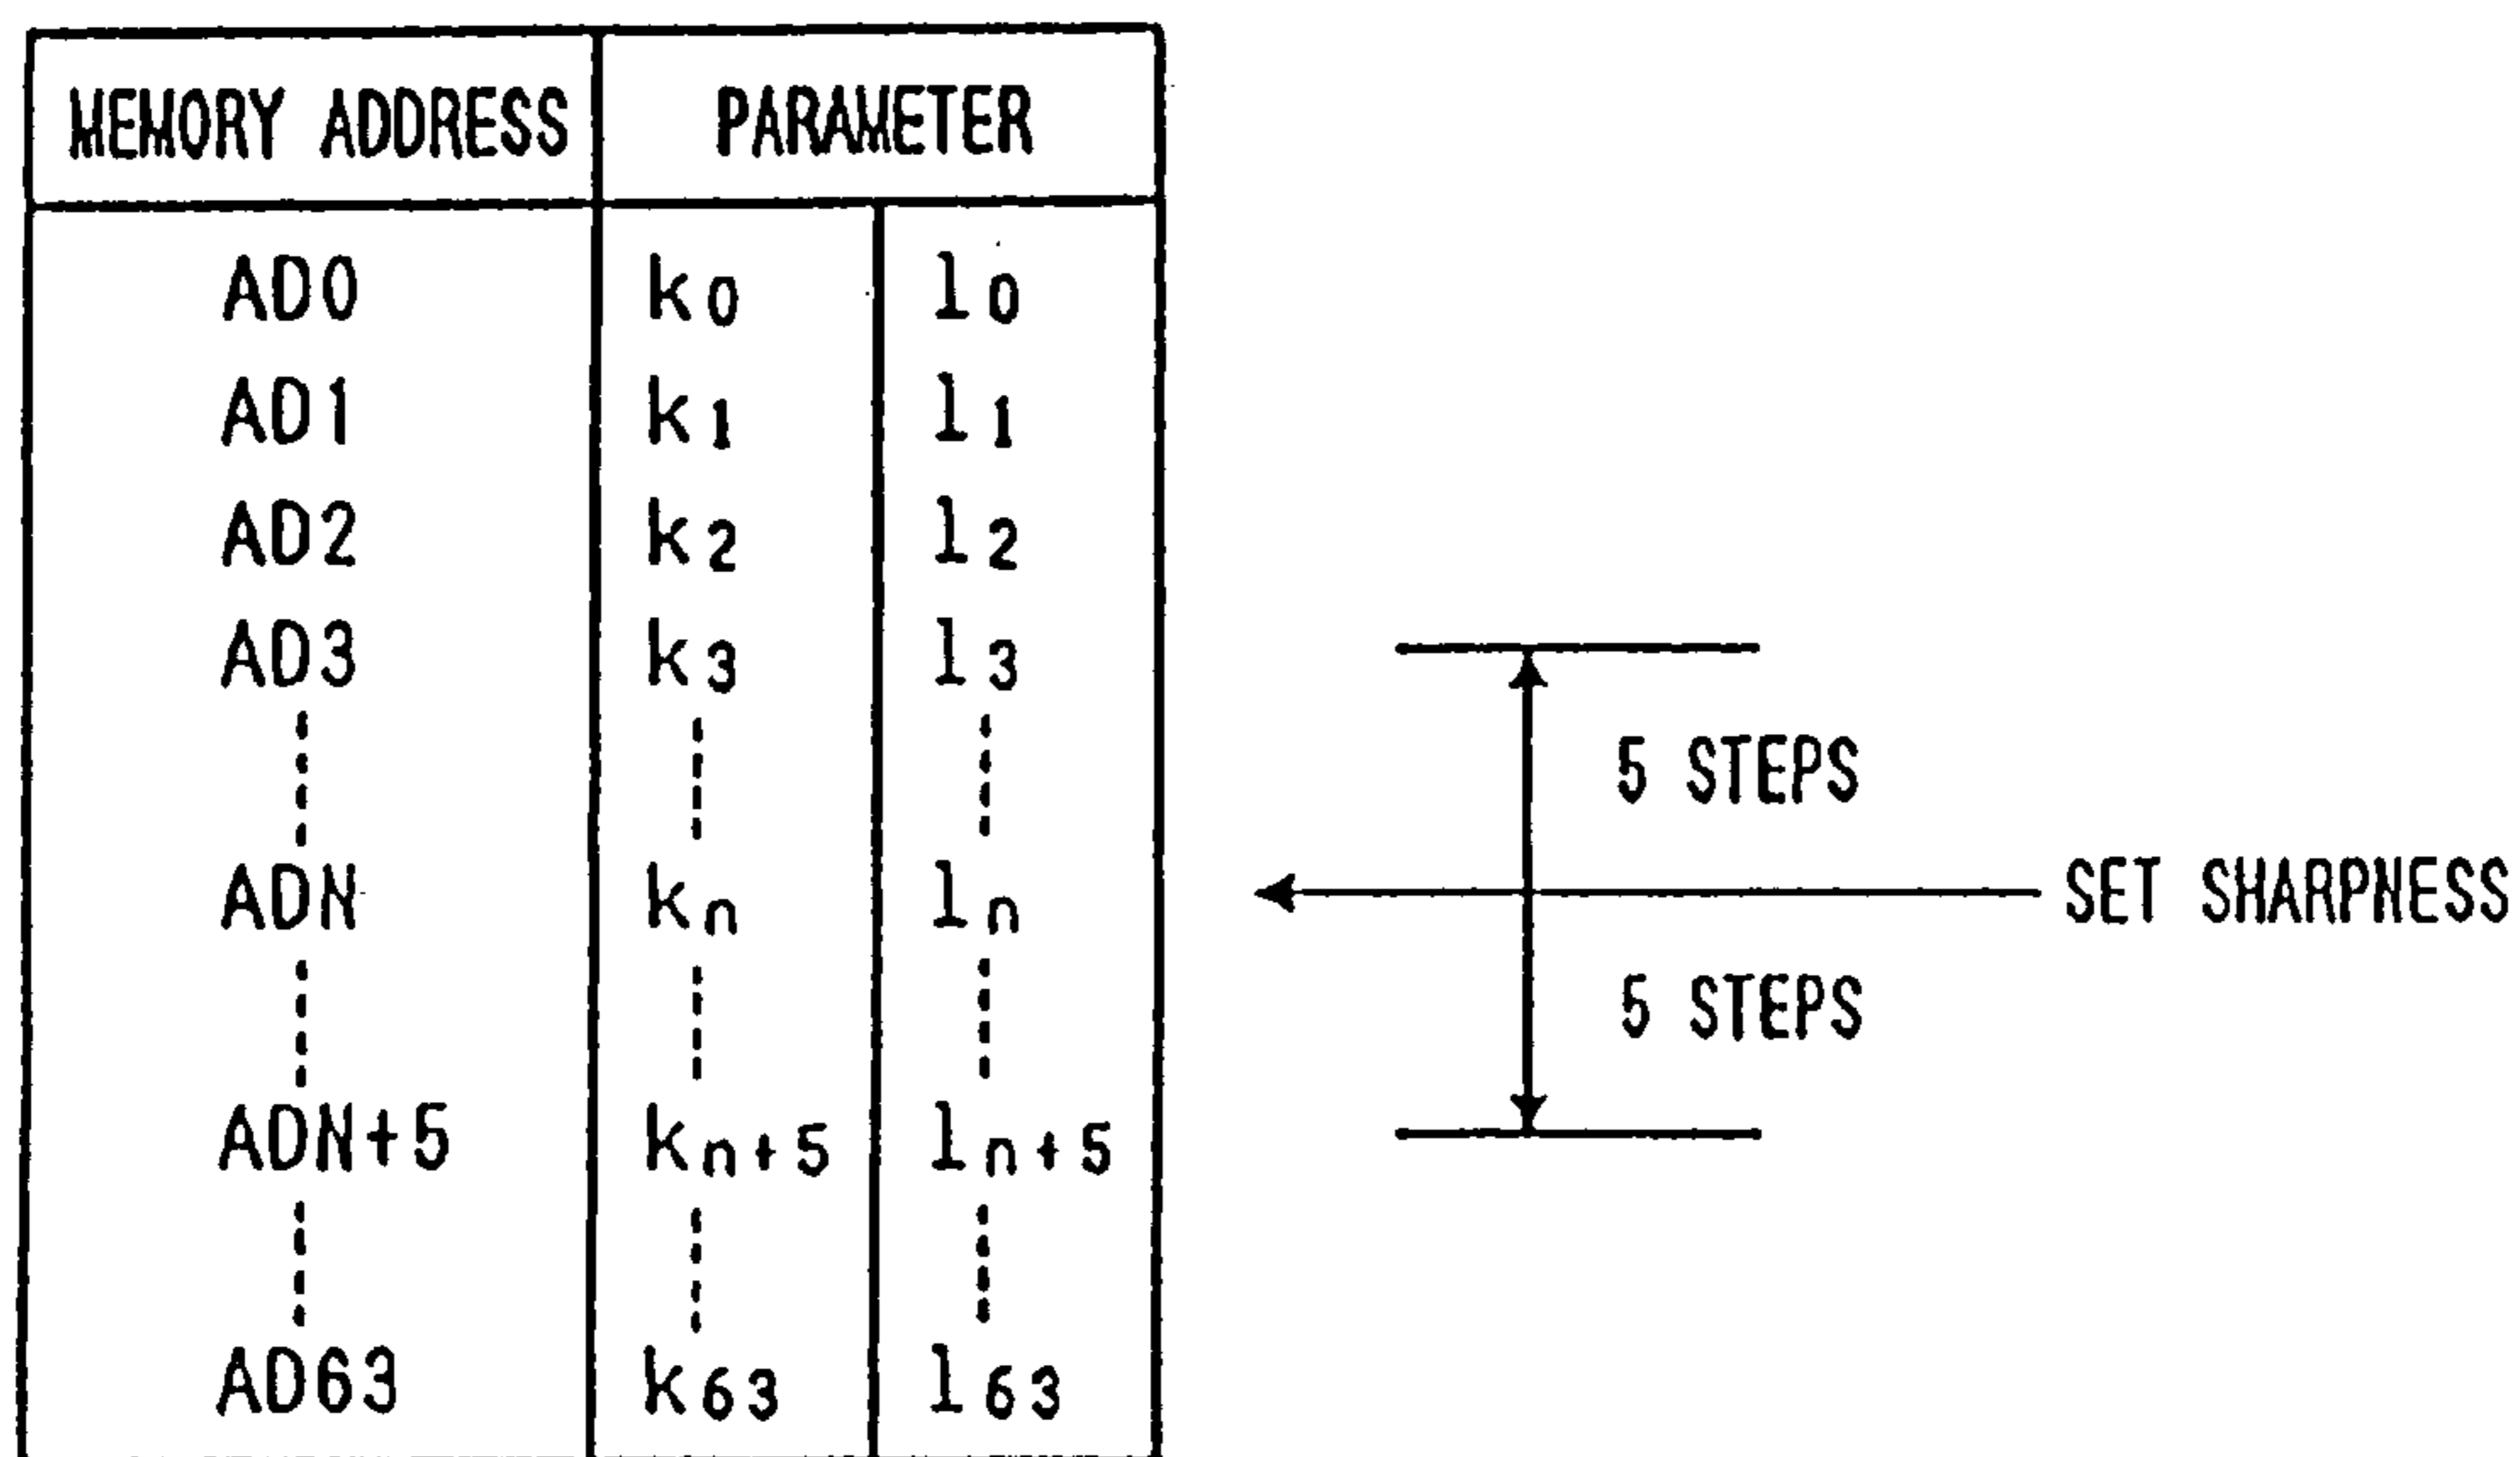 MEMORY ADDRESS PARAMETER
AD0 k0 l0
AD1 k1 l1
AD2 k2 l2
AD3 k3 l3
5 STEPS
ADN kn ln
SET SHARPNESS
5 STEPS
ADN+5 kn+5 ln+5
AD63 k63 l63